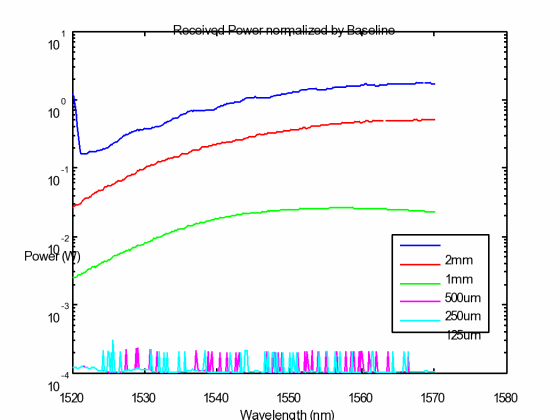 Received Power normalized by Baseline
10^1
10^0
10^-1
10^-2
10^-3
10^-4
Power (W)
2mm
1mm
500um
250um
125um
1520 1530 1540 1550 1560 1570 1580
Wavelength (nm)